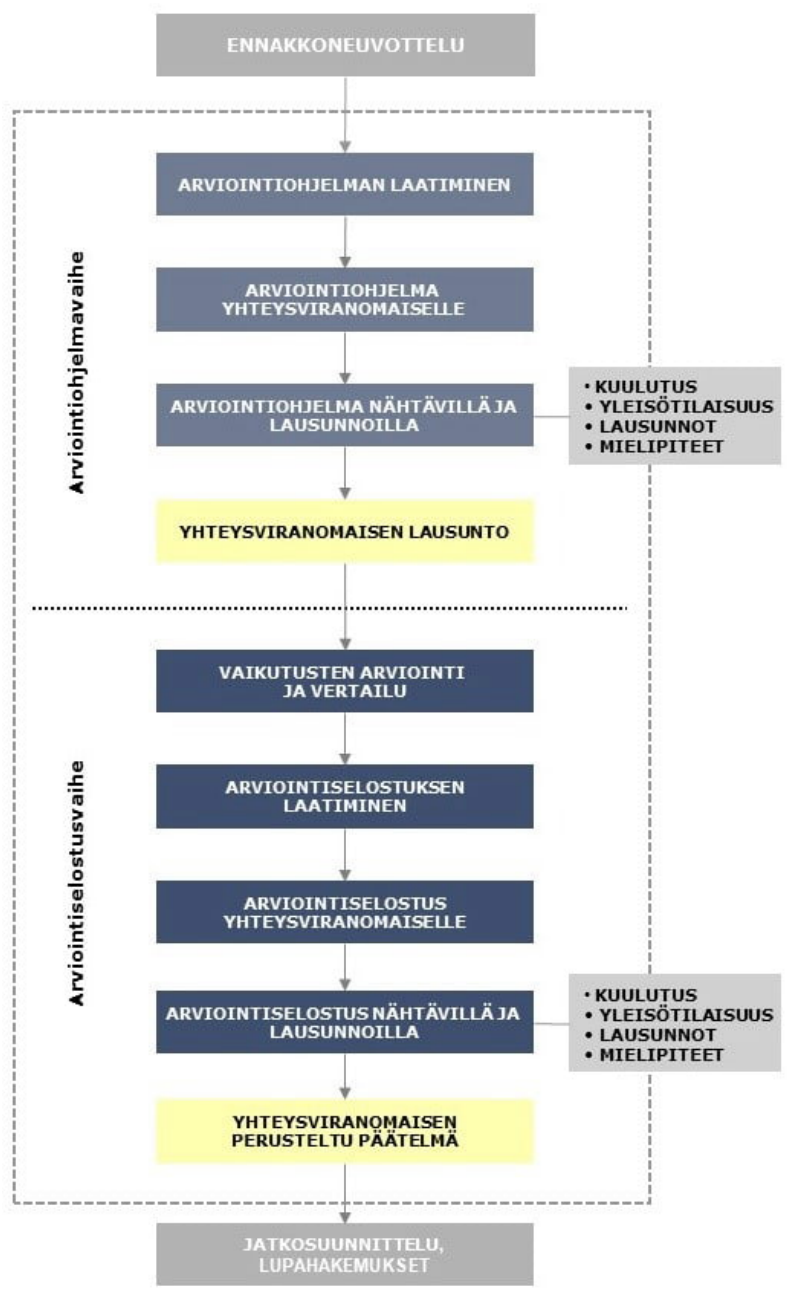 ENNAKKONEUVOTTELU
Arviointiohjelmavaihe
ARVIOINTIOHJELMAN LAATIMINEN
ARVIOINTIOHJELMA
YHTEYSVIRANOMAISELLE
ARVIOINTIOHJELMA NÄHTÄVILLÄ JA
LAUSUNNOILLA
• KUULUTUS
• YLEISÖTILAISUUS
• LAUSUNNOT
• MIELIPITEET
YHTEYSVIRANOMAISEN LAUSUNTO
Arviointiselostusvaihe
VAIKUTUSTEN ARVIOINTI
JA VERTAILU
ARVIOINTISELOSTUKSEN
LAATIMINEN
ARVIOINTISELOSTUS
YHTEYSVIRANOMAISELLE
ARVIOINTISELOSTUS NÄHTÄVILLÄ JA
LAUSUNNOILLA
• KUULUTUS
• YLEISÖTILAISUUS
• LAUSUNNOT
• MIELIPITEET
YHTEYSVIRANOMAISEN
PERUSTELTU PÄÄTELMÄ
JATKOSUUNNITTELU,
LUPAHAKEMUKSET